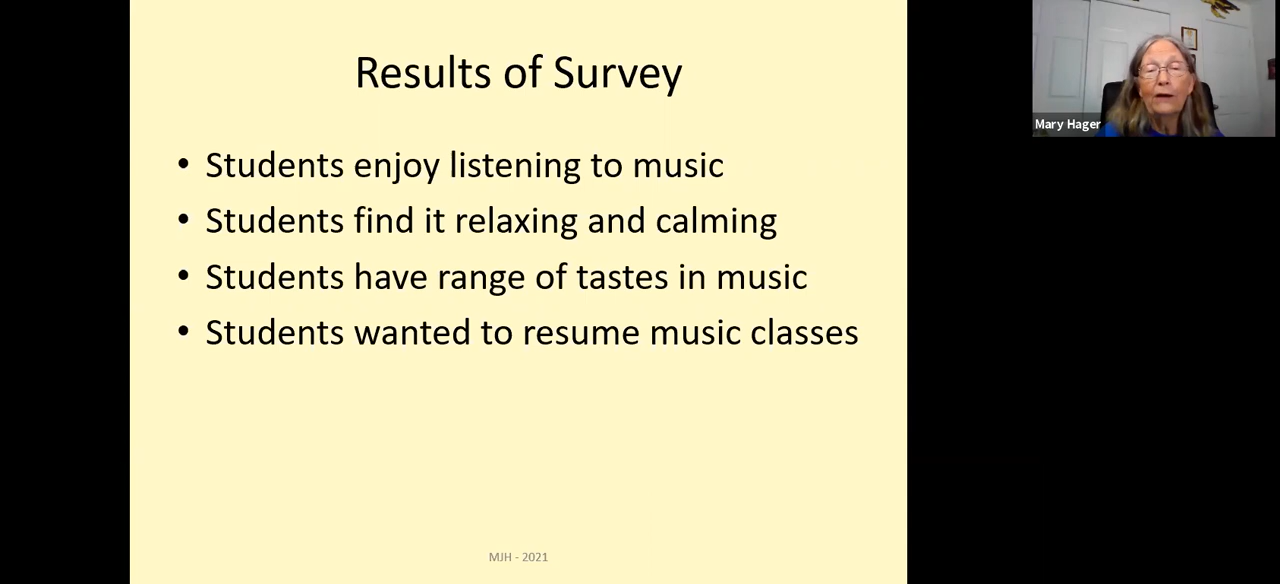 Results of Survey
• Students enjoy listening to music
• Students find it relaxing and calming
• Students have range of tastes in music
• Students wanted to resume music classes
MJH - 2021
Mary Hager